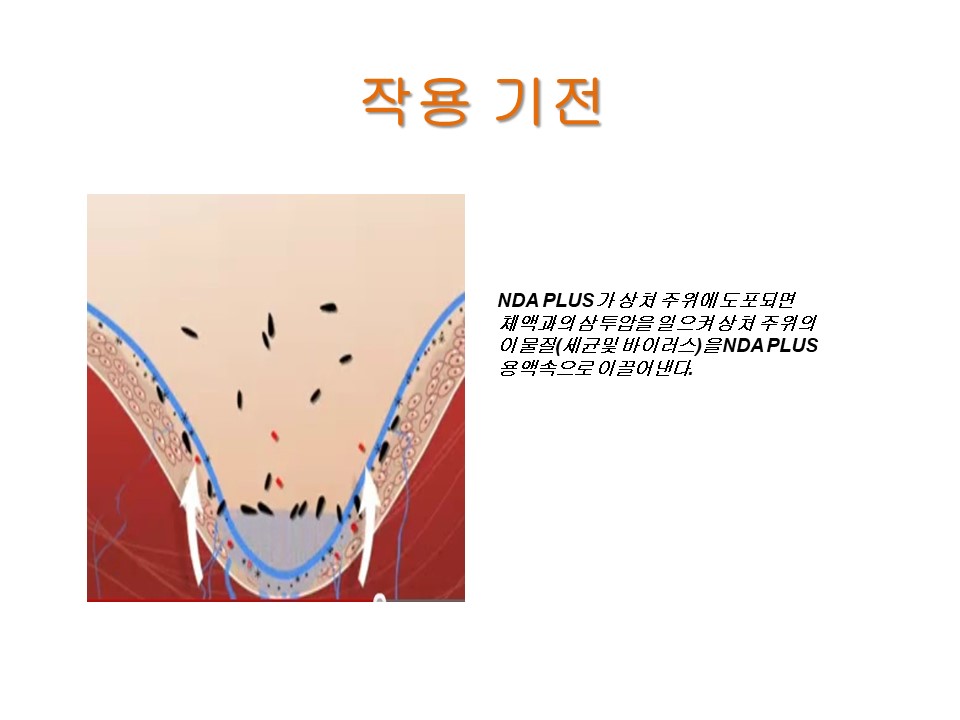 작용 기전
NDA PLUS가 상처 주위에 도포되면
체액과의 삼투압을 일으켜 상처 주위의
이물질(세균및 바이러스)을NDA PLUS
용액속으로 이끌어낸다.